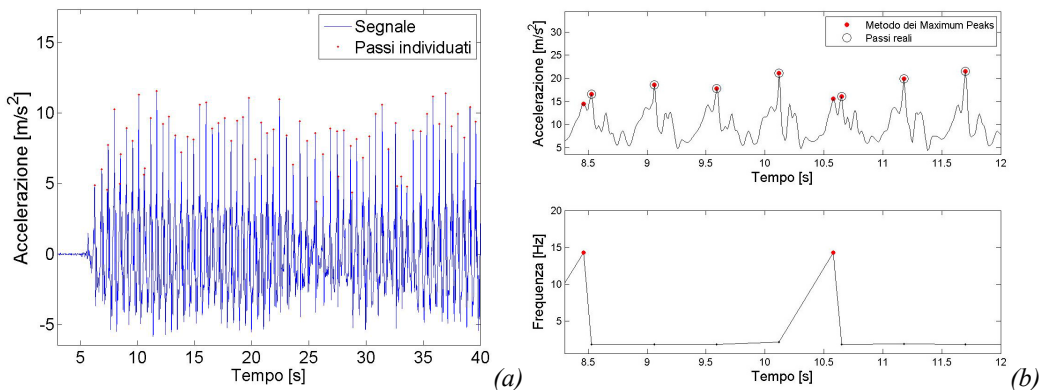 Segnale
Passi individuati
Accelerazione [m/s²]
15
10
5
0
-5
5 10 15 20 25 30 35 40
Tempo [s]
(a)
Metodo dei Maximum Peaks
Passi reali
Accelerazione [m/s²]
30
25
20
15
10
5
8.5 9 9.5 10 10.5 11 11.5 12
Tempo [s]
Frequenza [Hz]
20
15
10
5
8.5 9 9.5 10 10.5 11 11.5 12
Tempo [s]
(b)